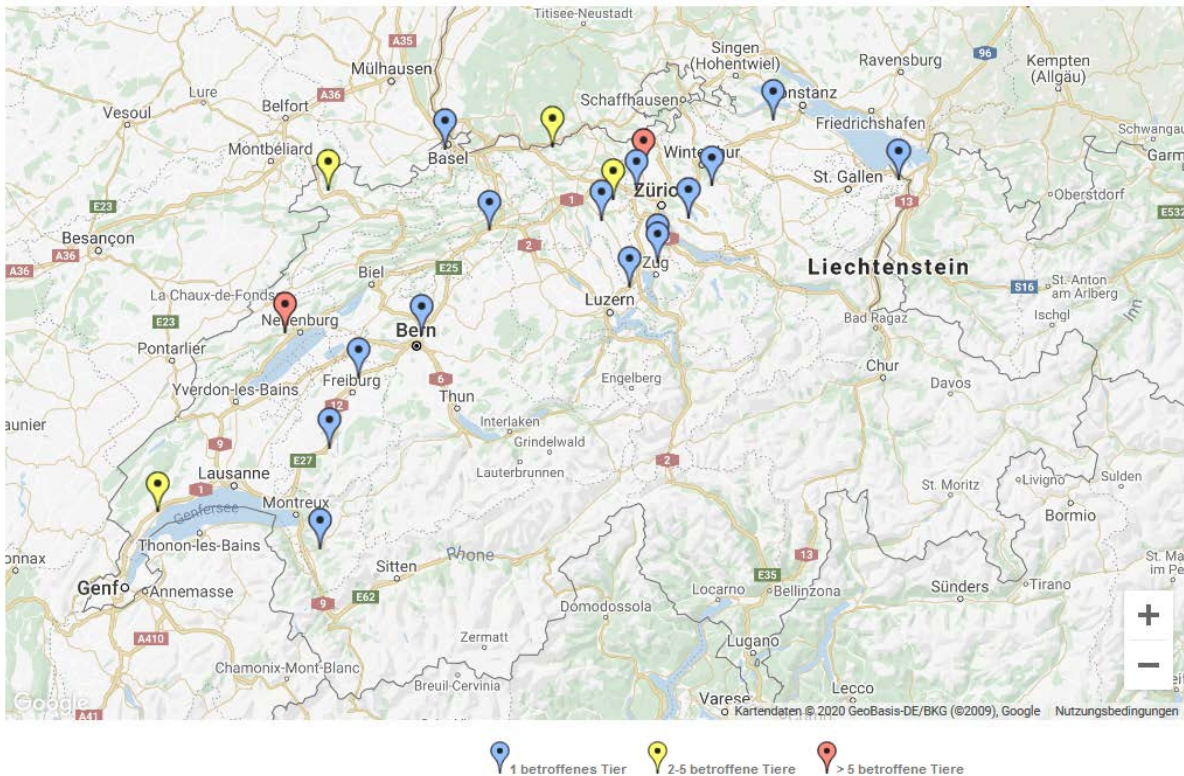 Titisee-Neustadt
A35
Mülhausen
Singen
(Hohentwiel)
Ravensburg
96
Kempten
(Allgäu)
Lure
A36
Vesoul
Belfort
Schaffhausen
Friedrichshafen
Montbéliard
Basel
Schwangau
St. Gallen
Zug
1
13
Oberstdorf
E23
E532
Besançon
A36
2
E25
Biel
Liechtenstein
S16
St. Anton
am Arlberg
La Chaux-de-Fonds
E23
Luzern
Ischgl
Bad Ragaz
Bern
Pontarlier
Engelberg
Chur
Yverdon-les-Bains
Freiburg
6
Davos
12
Thun
Interlaken
Grindelwald
9
E27
Lauterbrunnen
2
Lausanne
St. Moritz
Livigno
Sulden
1
Montreux
Genfersee
Bormio
Thonon-les-Bains
Rhone
13
Sitten
Genf
Annemasse
E62
9
E35
Locarno
Bellinzona
Sünders
Tirano
Domodossola
A410
Zermatt
Lugano
Chamonix-Mont-Blanc
Breuil-Cervinia
Lecco
Varese
Google
A41
Kartendaten © 2020 GeoBasis-DE/BKG (©2009), Google Nutzungsbedingungen
1 betroffenes Tier 2-5 betroffene Tiere > 5 betroffene Tiere